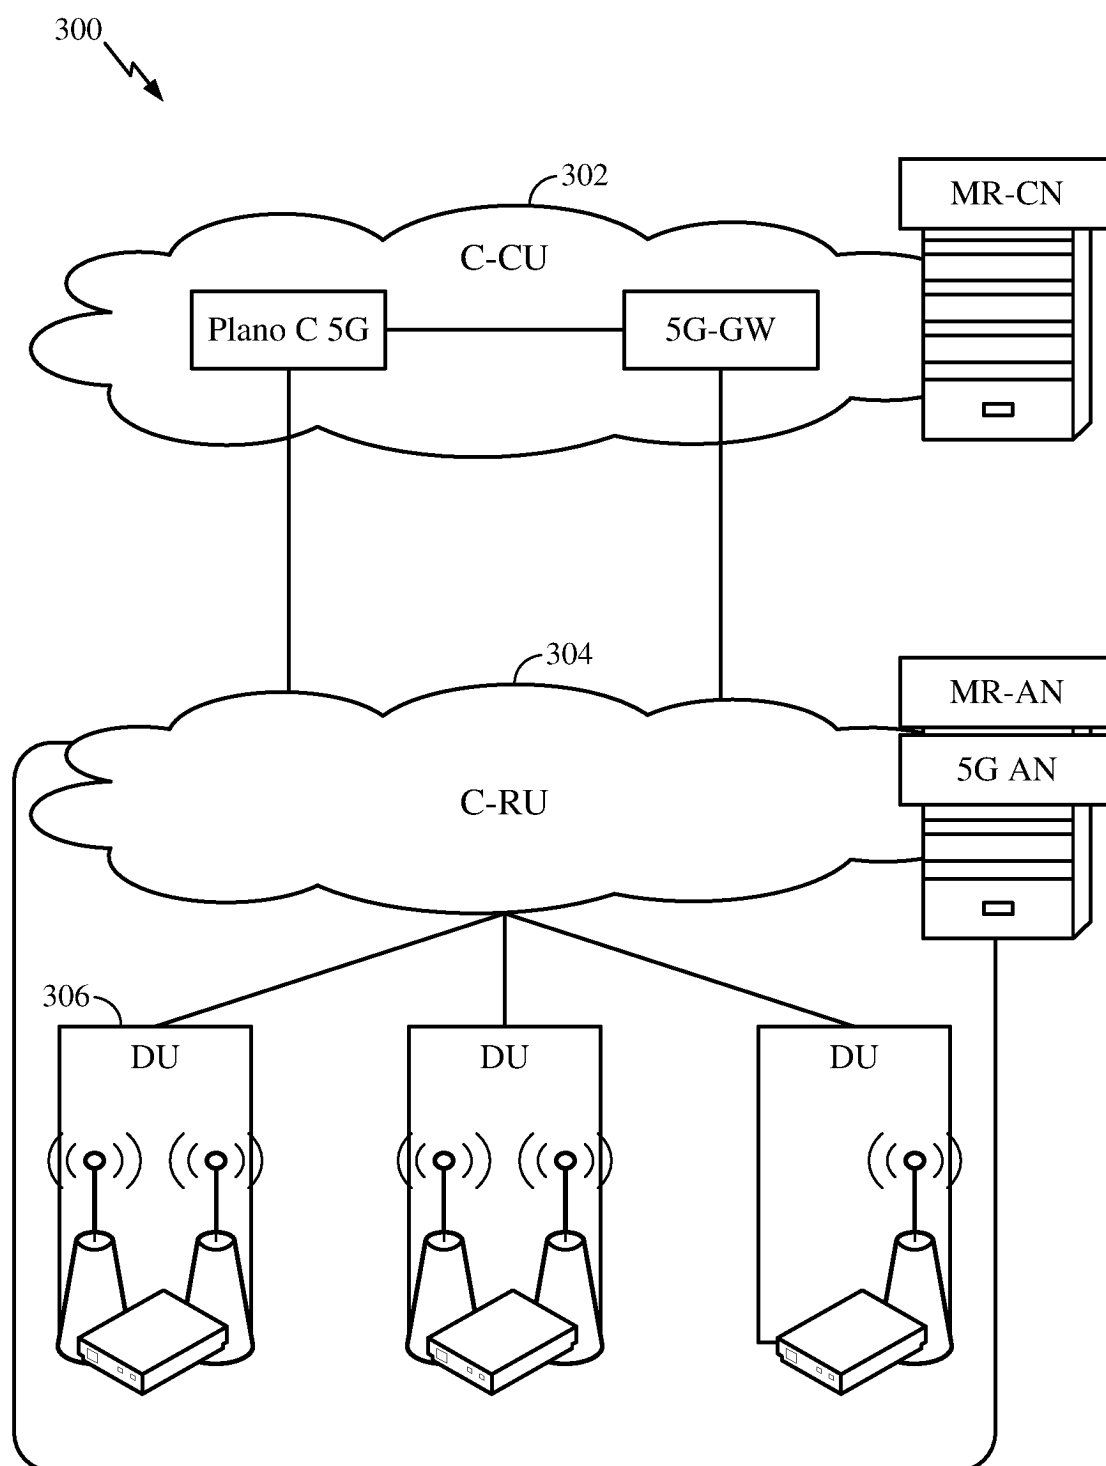 300
302
MR-CN
C-CU
Plano C 5G
5G-GW
304
MR-AN
5G AN
C-RU
306
DU
DU
DU